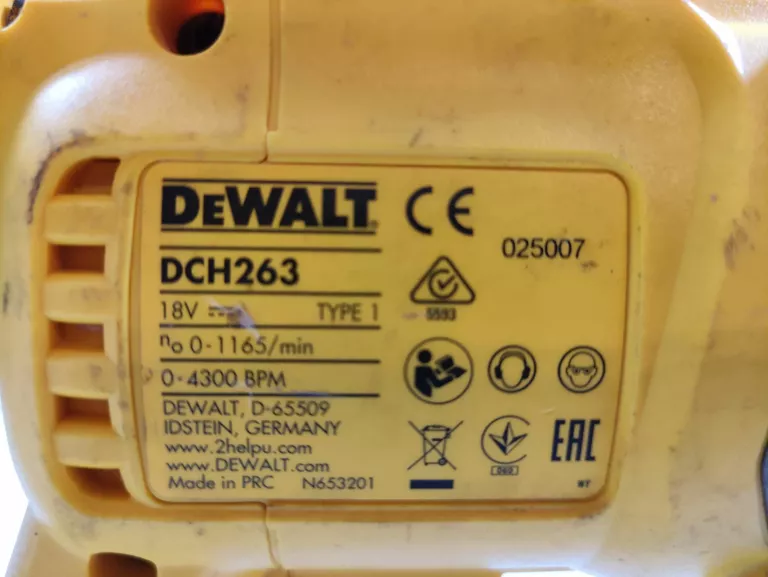 DEWALT
DCH263
18V TYPE 1
no 0-1165/min
0-4300 BPM
DEWALT, D-65509
IDSTEIN, GERMANY
www.2helpu.com
www.DEWALT.com
Made in PRC N653201
CE
025007
5593
EAC